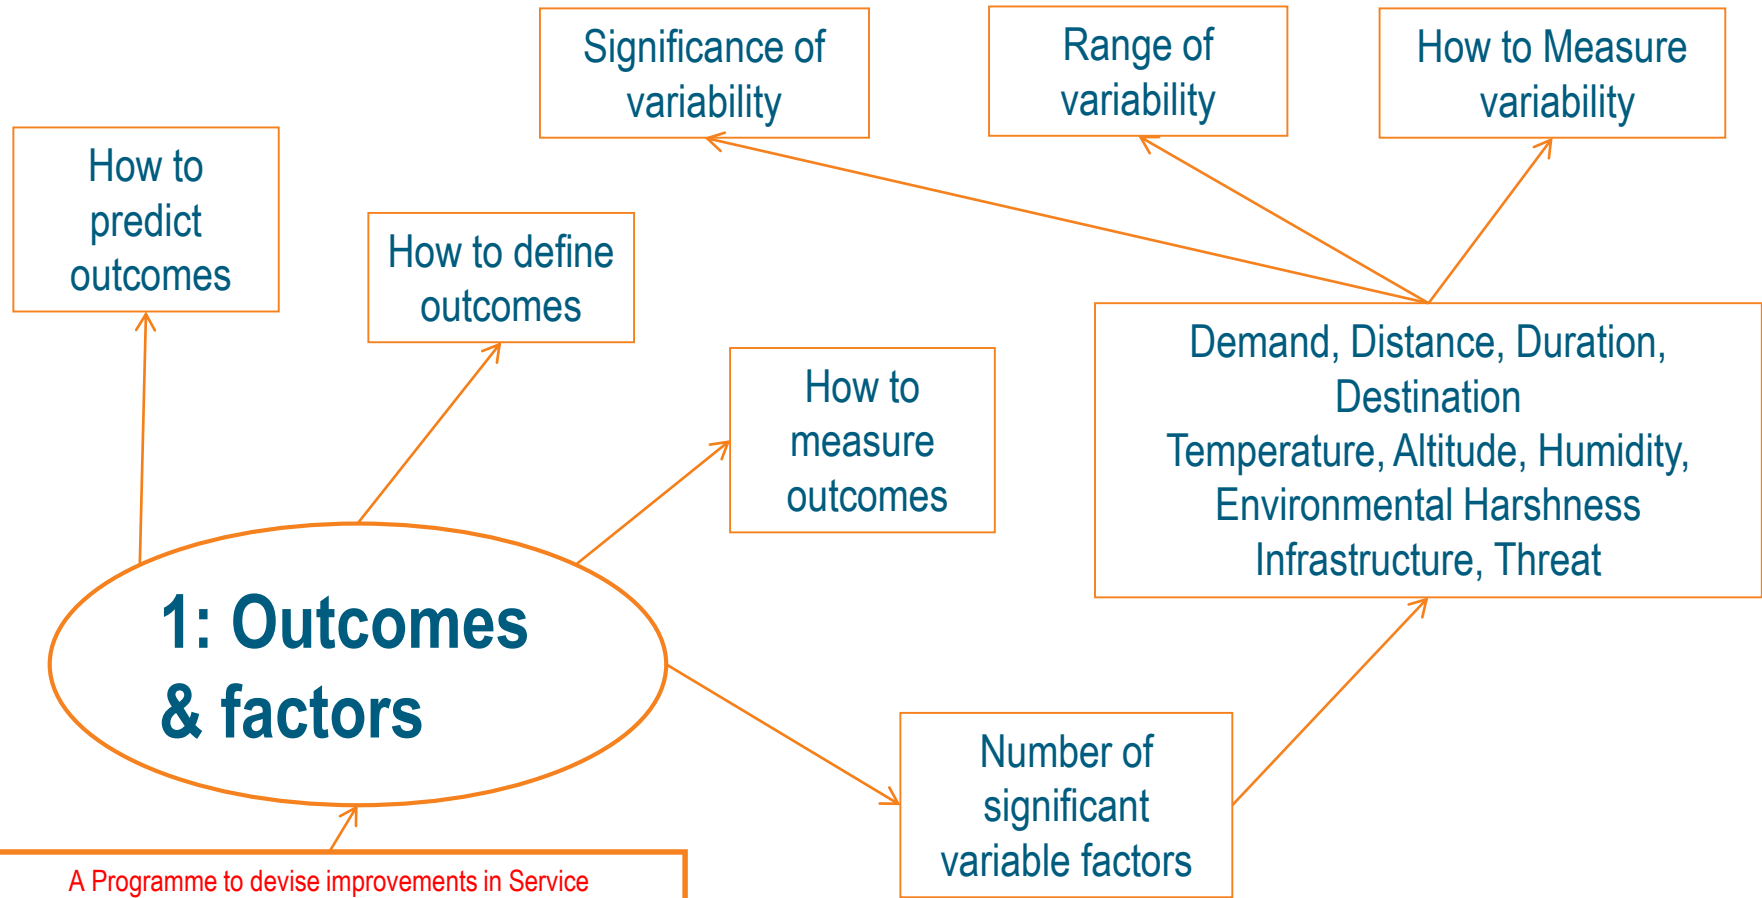 Significance of
variability
Range of
variability
How to Measure
variability
How to
predict
outcomes
How to define
outcomes
How to
measure
outcomes
Demand, Distance, Duration,
Destination
Temperature, Altitude, Humidity,
Environmental Harshness
Infrastructure, Threat
1: Outcomes
& factors
Number of
significant
variable factors
A Programme to devise improvements in Service